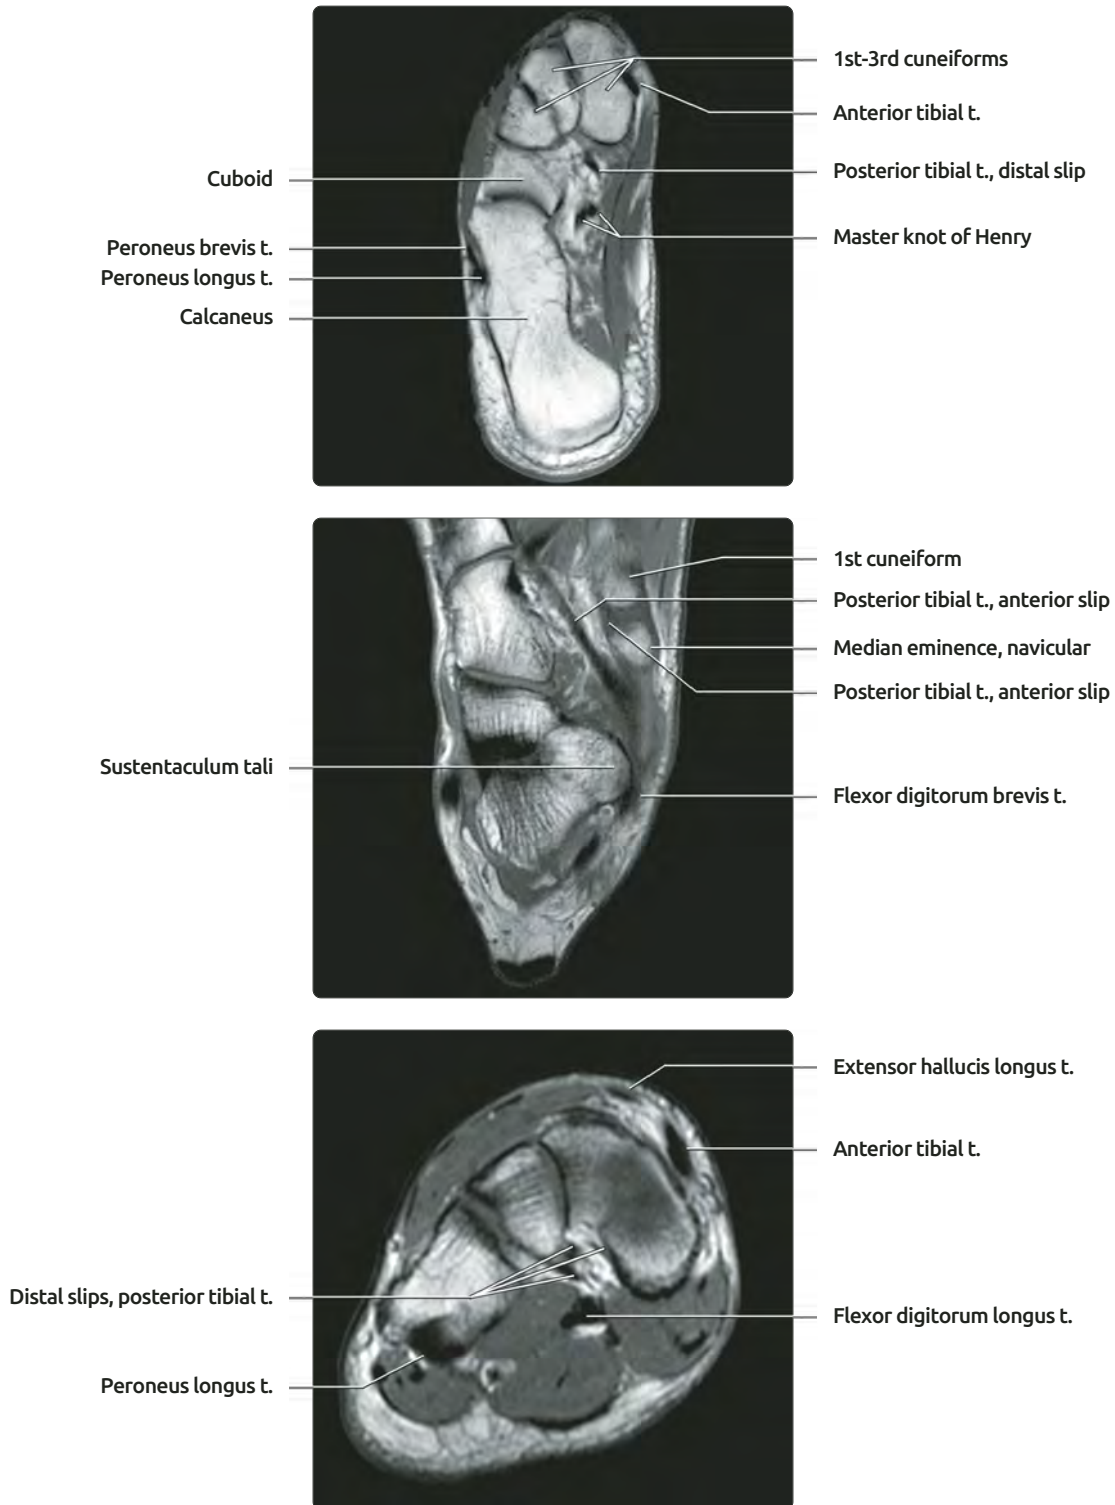 1st-3rd cuneiforms
Anterior tibial t.
Posterior tibial t., distal slip
Cuboid
Master knot of Henry
Peroneus brevis t.
Peroneus longus t.
Calcaneus
1st cuneiform
Posterior tibial t., anterior slip
Median eminence, navicular
Posterior tibial t., anterior slip
Sustentaculum tali
Flexor digitorum brevis t.
Extensor hallucis longus t.
Anterior tibial t.
Distal slips, posterior tibial t.
Flexor digitorum longus t.
Peroneus longus t.